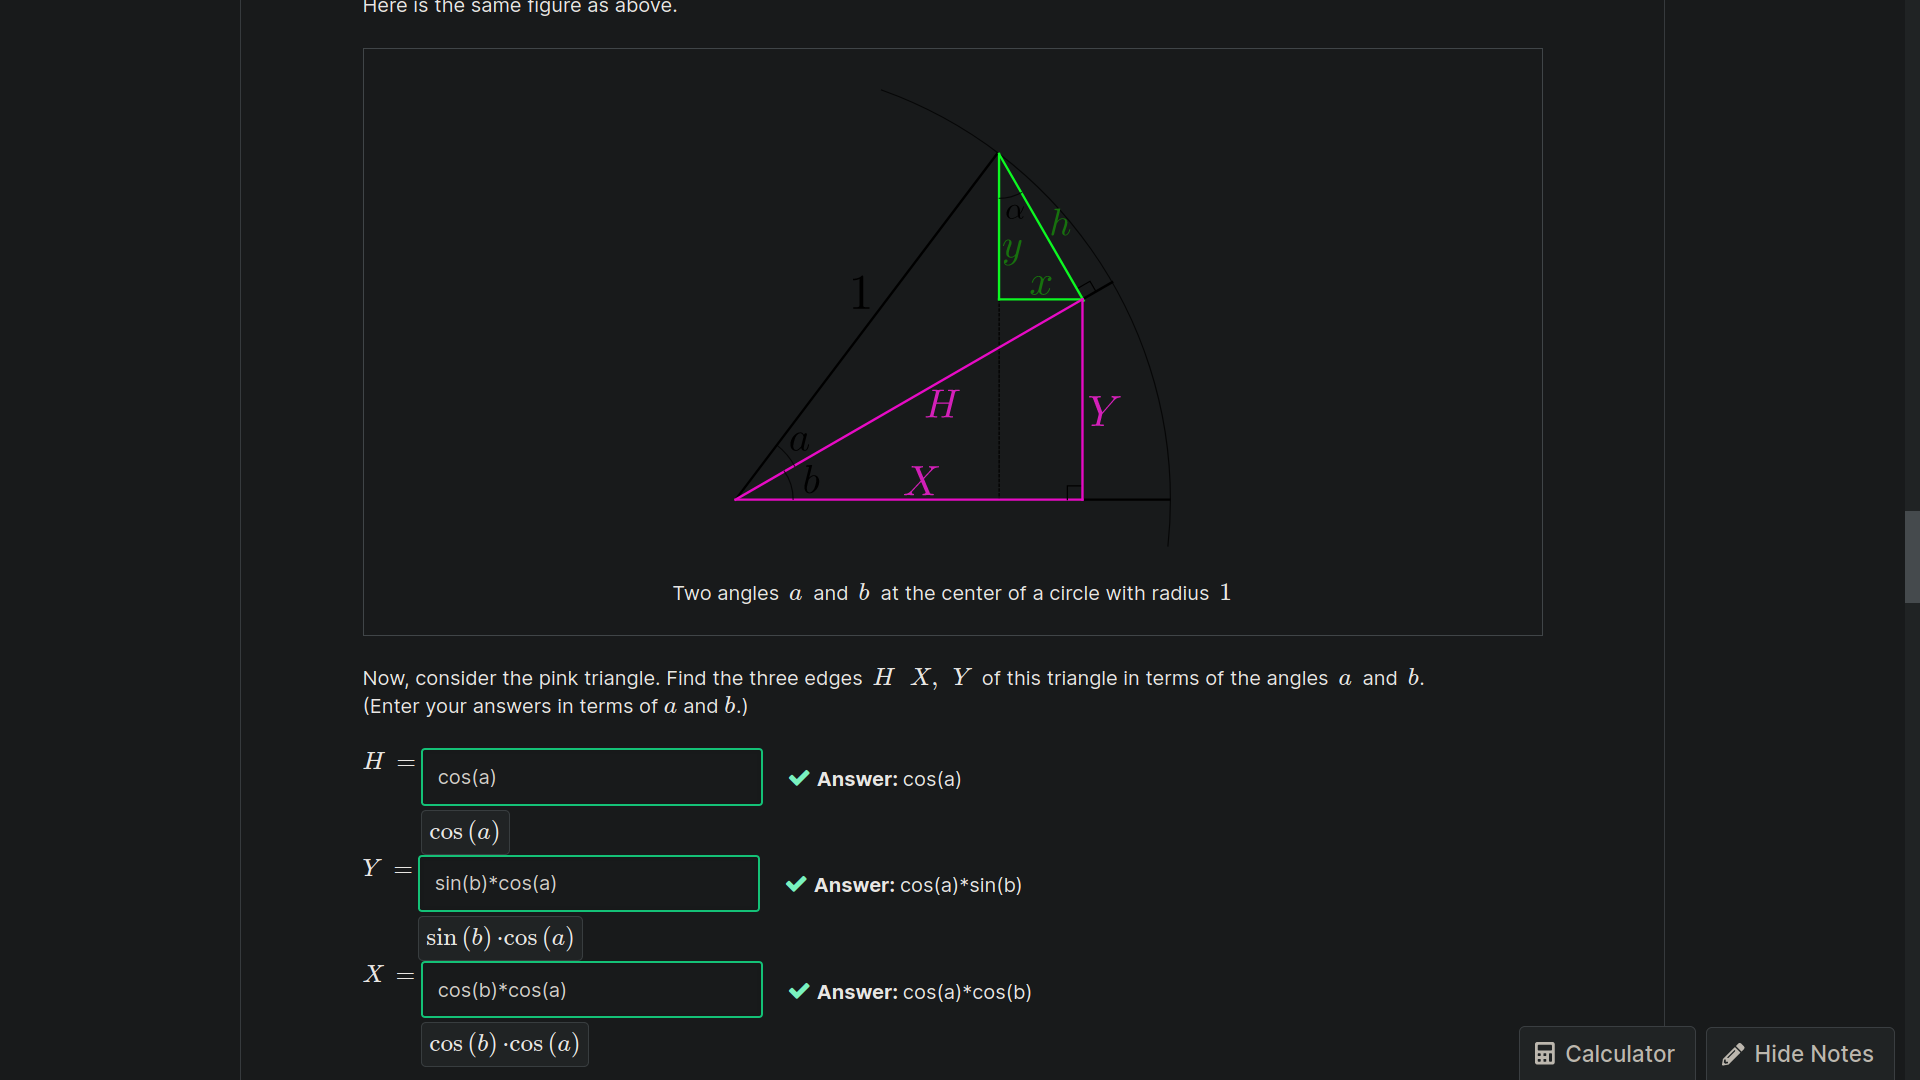 Here is the same figure as above.
α
h
y
x
1
H
Y
a
b
X
Two angles a and b at the center of a circle with radius 1
Now, consider the pink triangle. Find the three edges H X, Y of this triangle in terms of the angles a and b.
(Enter your answers in terms of a and b.)
H = cos(a) Answer: cos(a)
cos (a)
Y = sin(b)*cos(a) Answer: cos(a)*sin(b)
sin (b) ·cos (a)
X = cos(b)*cos(a) Answer: cos(a)*cos(b)
cos (b) ·cos (a)
Calculator
Hide Notes